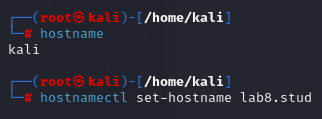 ┌──(root㉿kali)-[/home/kali]
└─# hostname
kali
┌──(root㉿kali)-[/home/kali]
└─# hostnamectl set-hostname lab8.stud